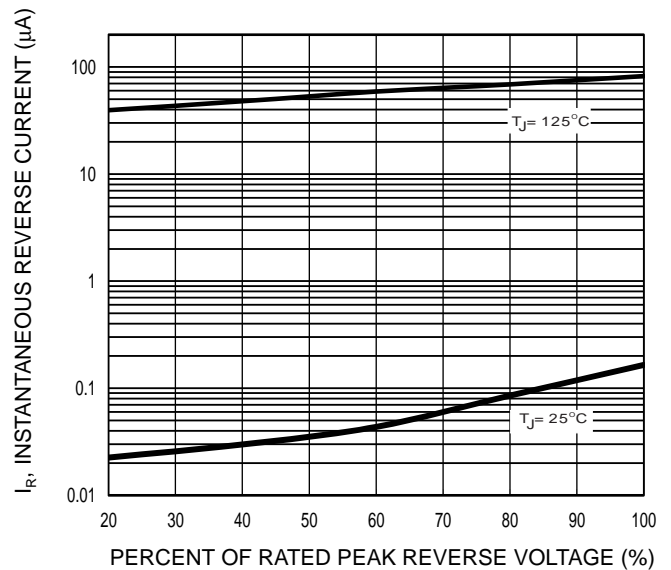 I_R, INSTANTANEOUS REVERSE CURRENT (μA)
100
10
1
0.1
0.01
T_J= 125°C
T_J= 25°C
20 30 40 50 60 70 80 90 100
PERCENT OF RATED PEAK REVERSE VOLTAGE (%)